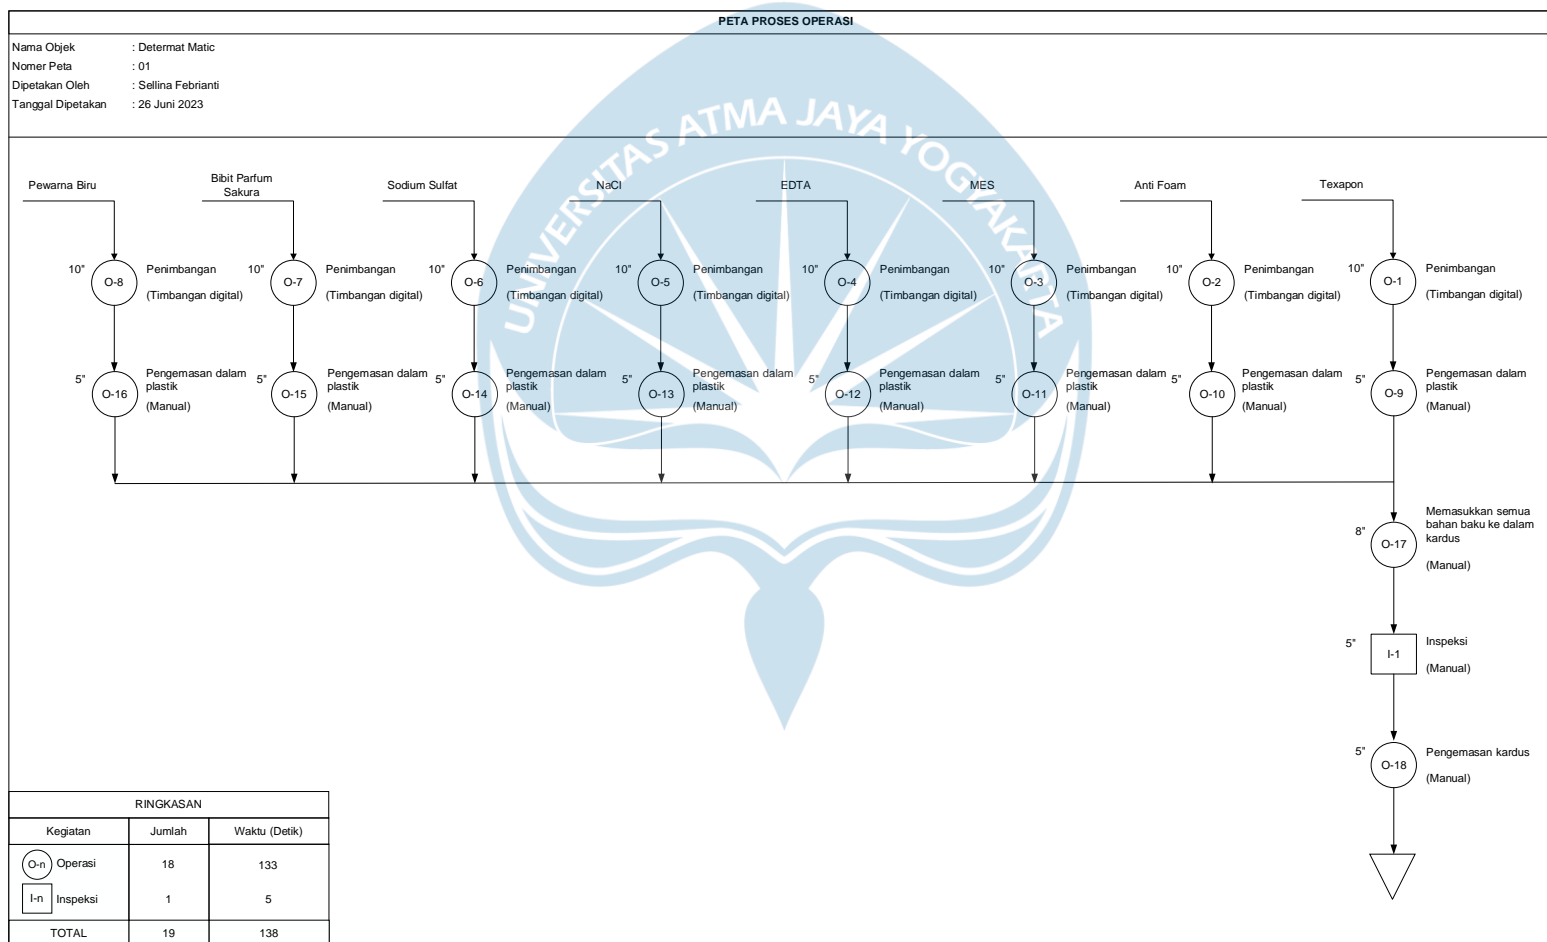 PETA PROSES OPERASI
Nama Objek : Determat Matic
Nomer Peta : 01
Dipetakan Oleh : Sellina Febrianti
Tanggal Dipetakan : 26 Juni 2023
UNIVERSITAS ATMA JAYA YOGYAKARTA
Pewarna Biru
Bibit Parfum
Sakura
Sodium Sulfat
NaCl
EDTA
MES
Anti Foam
Texapon
10" O-8 Penimbangan
(Timbangan digital)
10" O-7 Penimbangan
(Timbangan digital)
10" O-6 Penimbangan
(Timbangan digital)
10" O-5 Penimbangan
(Timbangan digital)
10" O-4 Penimbangan
(Timbangan digital)
10" O-3 Penimbangan
(Timbangan digital)
10" O-2 Penimbangan
(Timbangan digital)
10" O-1 Penimbangan
(Timbangan digital)
5" O-16 Pengemasan dalam
plastik
(Manual)
5" O-15 Pengemasan dalam
plastik
(Manual)
5" O-14 Pengemasan dalam
plastik
(Manual)
5" O-13 Pengemasan dalam
plastik
(Manual)
5" O-12 Pengemasan dalam
plastik
(Manual)
5" O-11 Pengemasan dalam
plastik
(Manual)
5" O-10 Pengemasan dalam
plastik
(Manual)
5" O-9 Pengemasan dalam
plastik
(Manual)
8" O-17 Memasukkan semua
bahan baku ke dalam
kardus
(Manual)
5" I-1 Inspeksi
(Manual)
5" O-18 Pengemasan kardus
(Manual)
RINGKASAN
Kegiatan Jumlah Waktu (Detik)
O-n Operasi 18 133
I-n Inspeksi 1 5
TOTAL 19 138